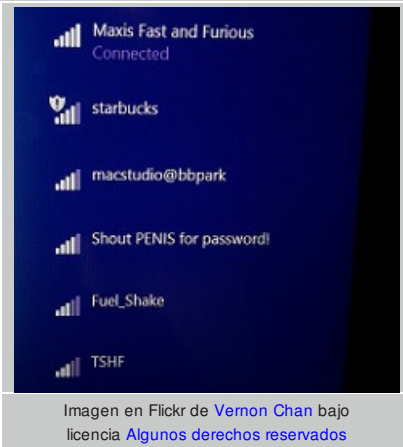 Maxis Fast and Furious
Connected
starbucks
macstudio@bbpark
Shout PENIS for password!
Fuel_Shake
TSHF
Imagen en Flickr de Vernon Chan bajo
licencia Algunos derechos reservados